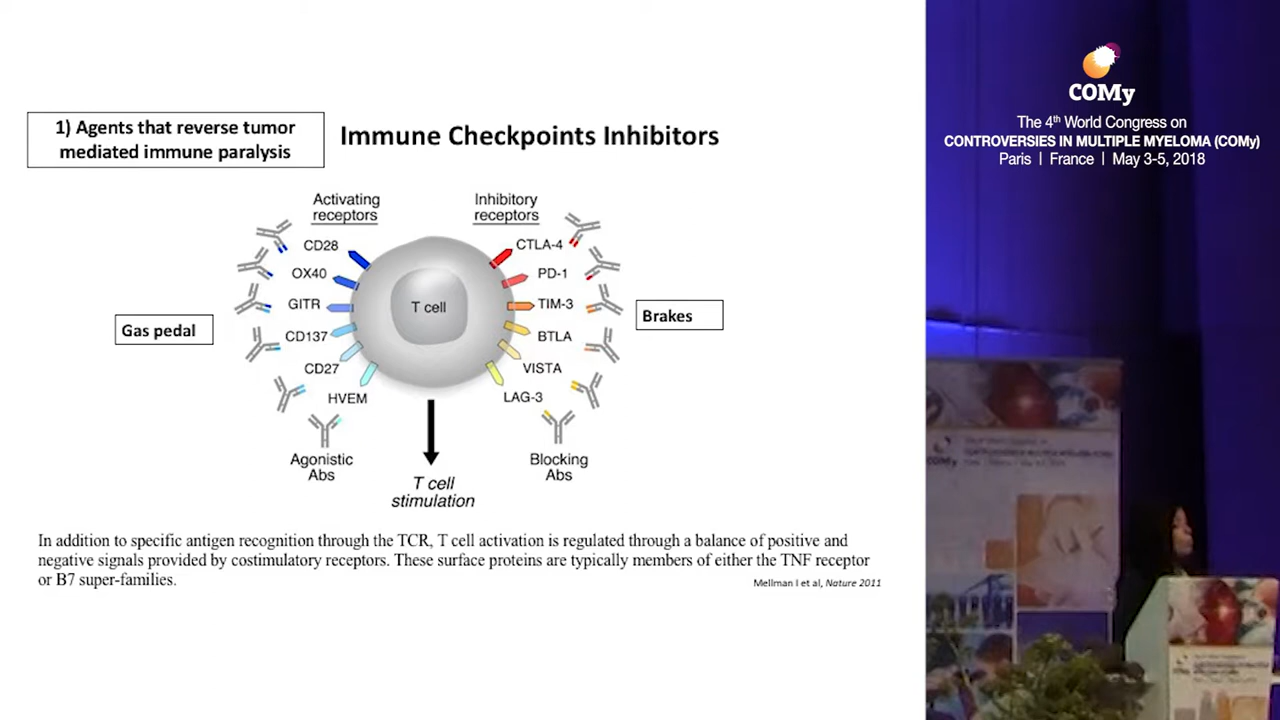 1) Agents that reverse tumor
mediated immune paralysis
Immune Checkpoints Inhibitors
Activating
receptors
Inhibitory
receptors
CD28
OX40
GITR
CD137
CD27
HVEM
T cell
CTLA-4
PD-1
TIM-3
BTLA
VISTA
LAG-3
Gas pedal
Brakes
Agonistic
Abs
Blocking
Abs
T cell
stimulation
In addition to specific antigen recognition through the TCR, T cell activation is regulated through a balance of positive and
negative signals provided by costimulatory receptors. These surface proteins are typically members of either the TNF receptor
or B7 super-families.
Mellman I et al, Nature 2011
COMy
The 4th World Congress on
CONTROVERSIES IN MULTIPLE MYELOMA (COMy)
Paris | France | May 3-5, 2018
COMy